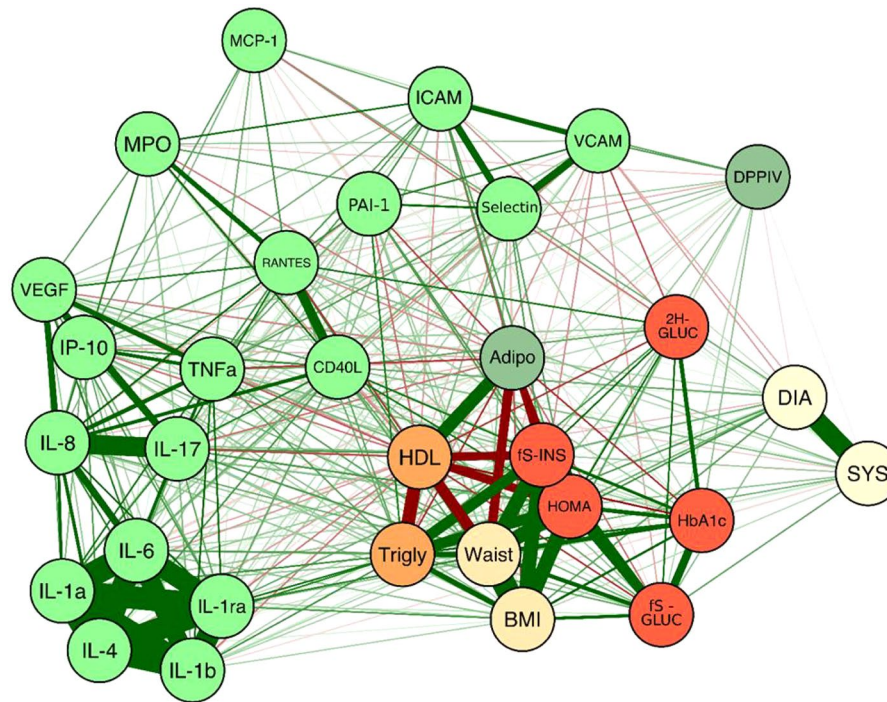 MCP-1
ICAM
MPO
VCAM
DPPIV
PAI-1
Selectin
RANTES
VEGF
2H-
GLUC
IP-10
TNFa
CD40L
Adipo
DIA
IL-8
IL-17
HDL
fS-INS
SYS
HOMA
HbA1c
IL-6
Trigly
Waist
IL-1a
IL-1ra
BMI
fS -
GLUC
IL-4
IL-1b